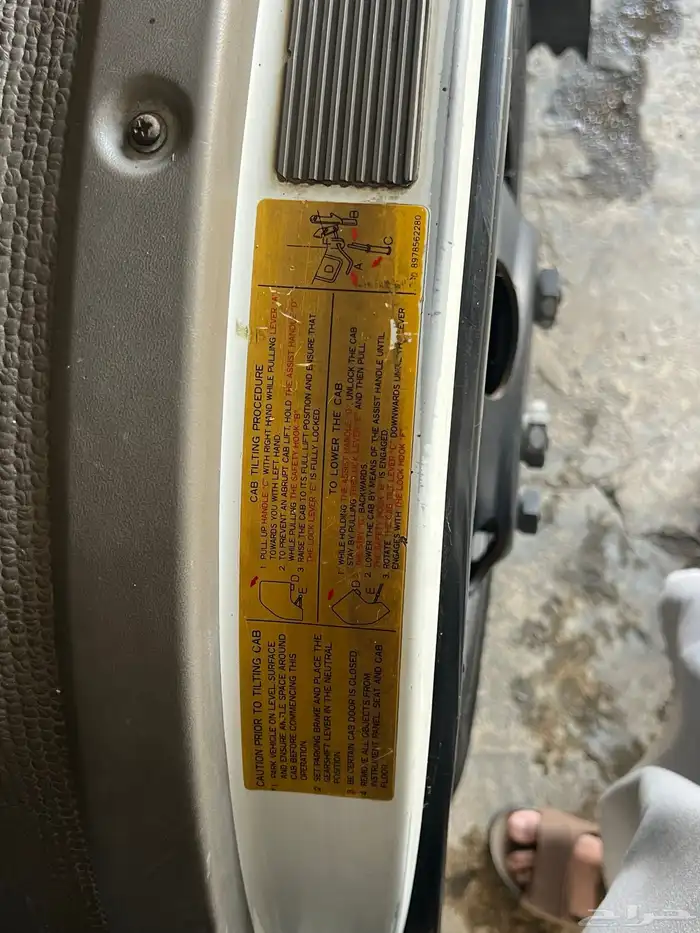 CAUTION PRIOR TO TILTING CAB
1 PARK VEHICLE ON LEVEL SURFACE
AND ENSURE AMPLE SPACE AROUND
CAB BEFORE COMMENCING THIS
OPERATION
2 SET PARKING BRAKE AND PLACE THE
GEARSHIFT LEVER IN THE NEUTRAL
POSITION
3 BE CERTAIN CAB DOOR IS CLOSED
4 REMOVE ALL OBJECTS FROM
INSTRUMENT PANEL, SEAT AND CAB
FLOOR
CAB TILTING PROCEDURE
1 PULL UP HANDLE "C" WITH RIGHT HAND WHILE PULLING LEVER "A"
TOWARDS YOU WITH LEFT HAND.
2. TO PREVENT AN ABRUPT CAB LIFT, HOLD THE ASSIST HANDLE "D"
WHILE PULLING THE SAFETY HOOK "B".
3 RAISE THE CAB TO ITS FULL LIFT POSITION AND ENSURE THAT
THE LOCK LEVER "E" IS FULLY LOCKED.
D
E
TO LOWER THE CAB
1 WHILE HOLDING THE ASSIST HANDLE "D", UNLOCK THE CAB
STAY BY PULLING AND THEN PULL
THE STAY BACKWARDS.
2 LOWER THE CAB BY MEANS OF THE ASSIST HANDLE UNTIL
IS ENGAGED
3. ROTATE THE LEVER "C" DOWNWARDS UNTIL LEVER
ENGAGES WITH THE LOCK HOOK "F".
D
E
D
F
B
A
C
8978562280
حراج